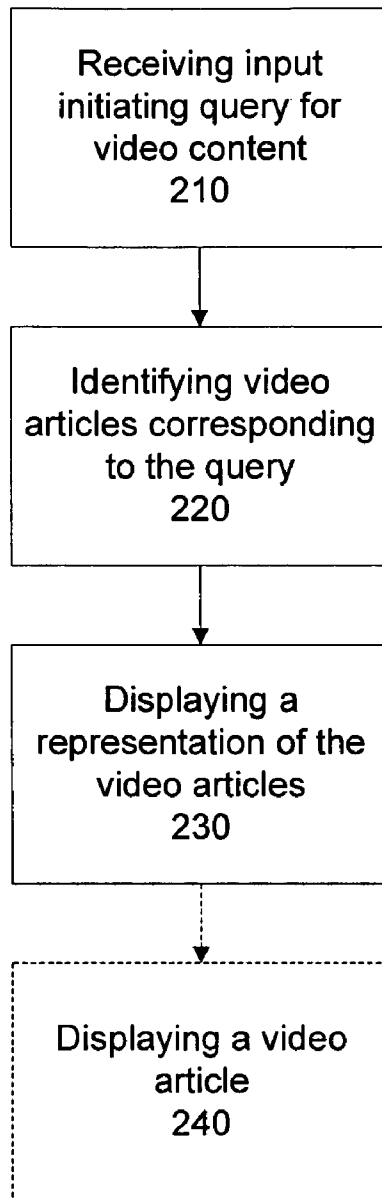 Receiving input
initiating query for
video content
210
Identifying video
articles corresponding
to the query
220
Displaying a
representation of the
video articles
230
Displaying a video
article
240